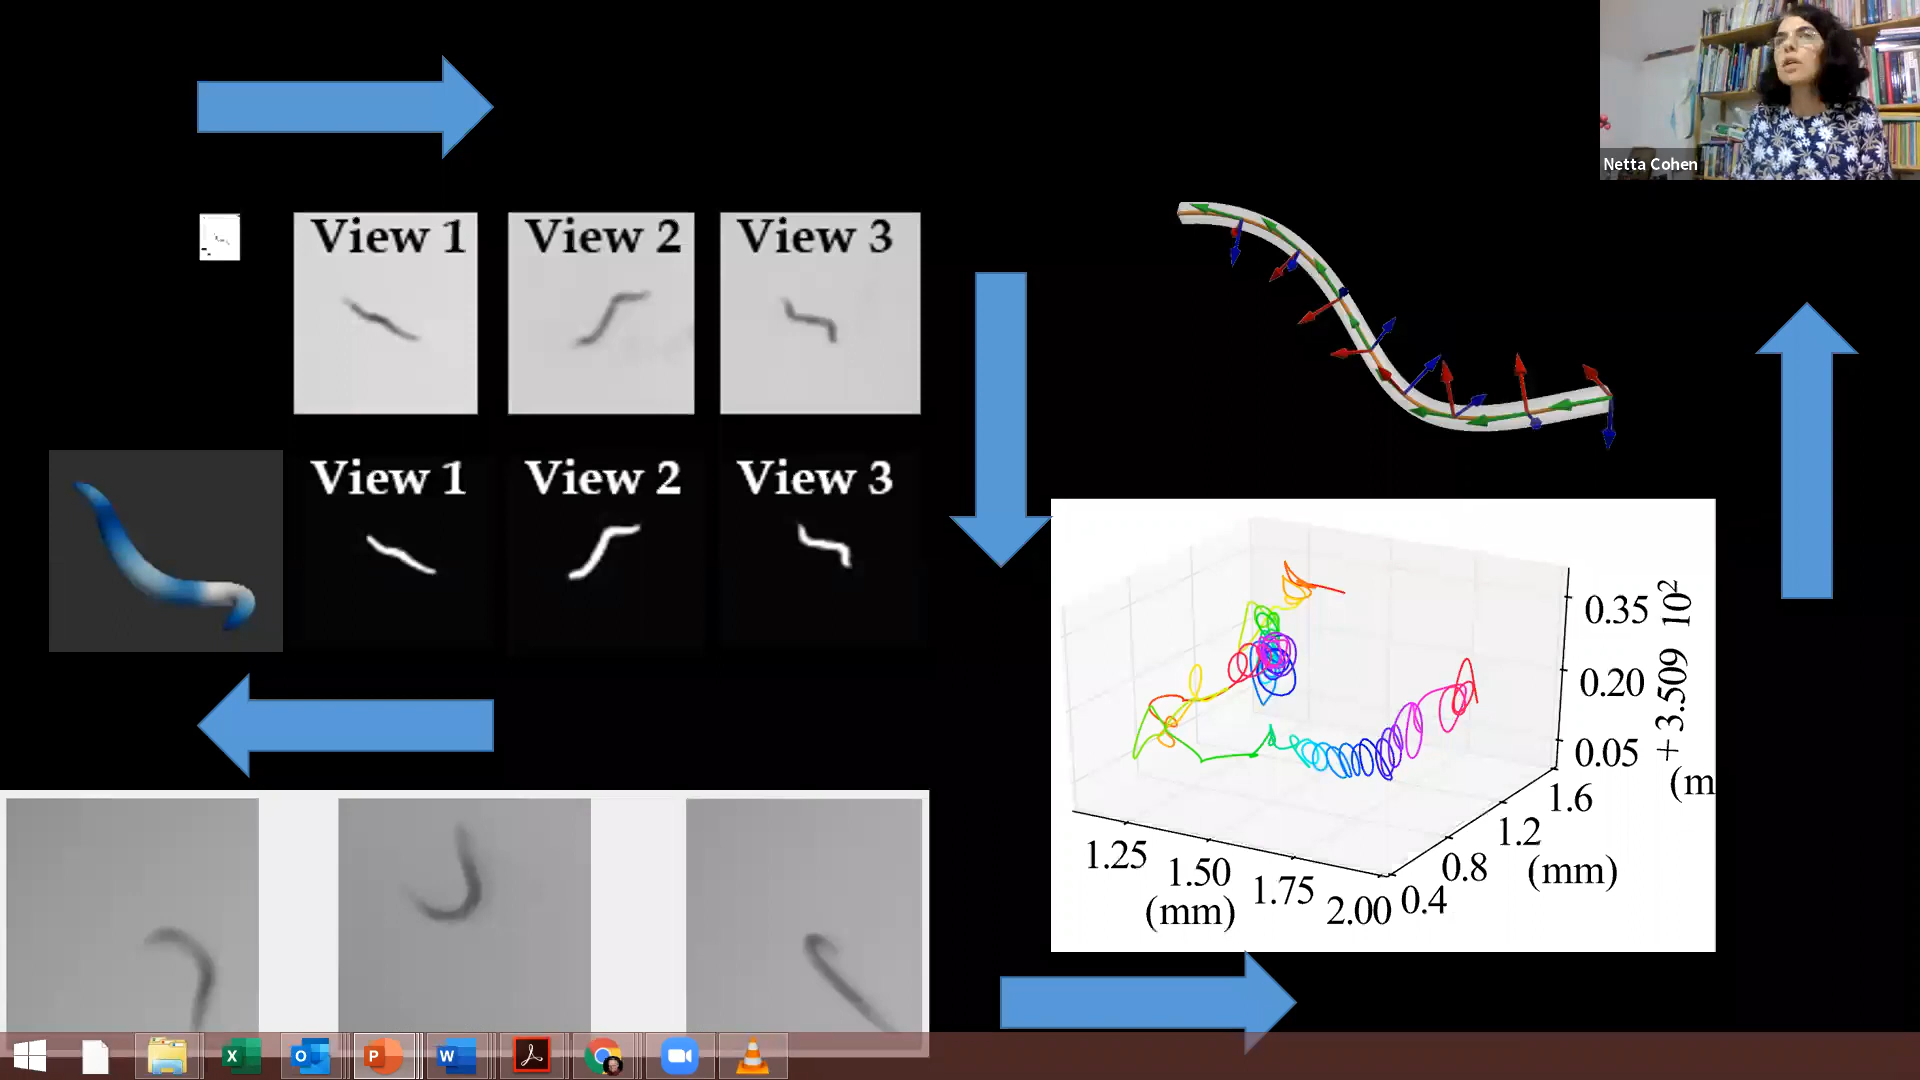 Netta Cohen
View 1
View 2
View 3
View 1
View 2
View 3
0.35
0.20
0.05
+3.509 10²
(m
1.6
1.2
0.8
0.4
(mm)
1.25
1.50
1.75
2.00
(mm)
X
O
P
W